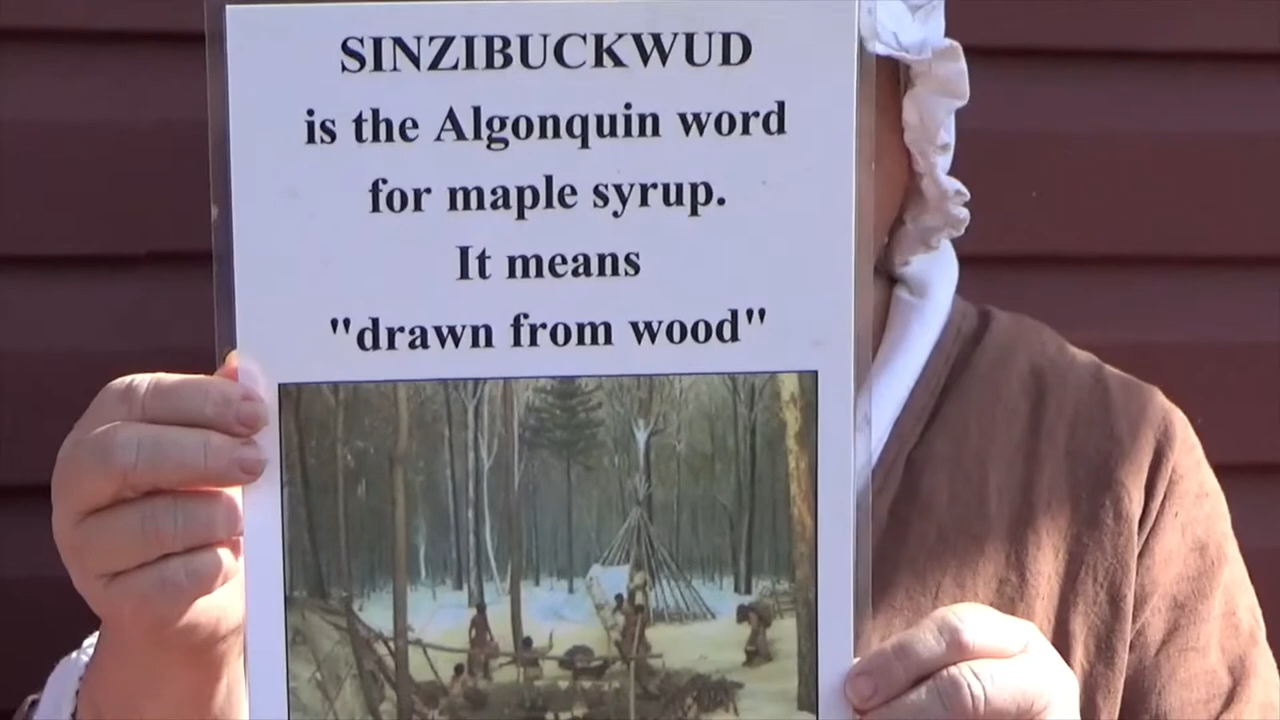 SINZIBUCKWUD
is the Algonquin word
for maple syrup.
It means
"drawn from wood"